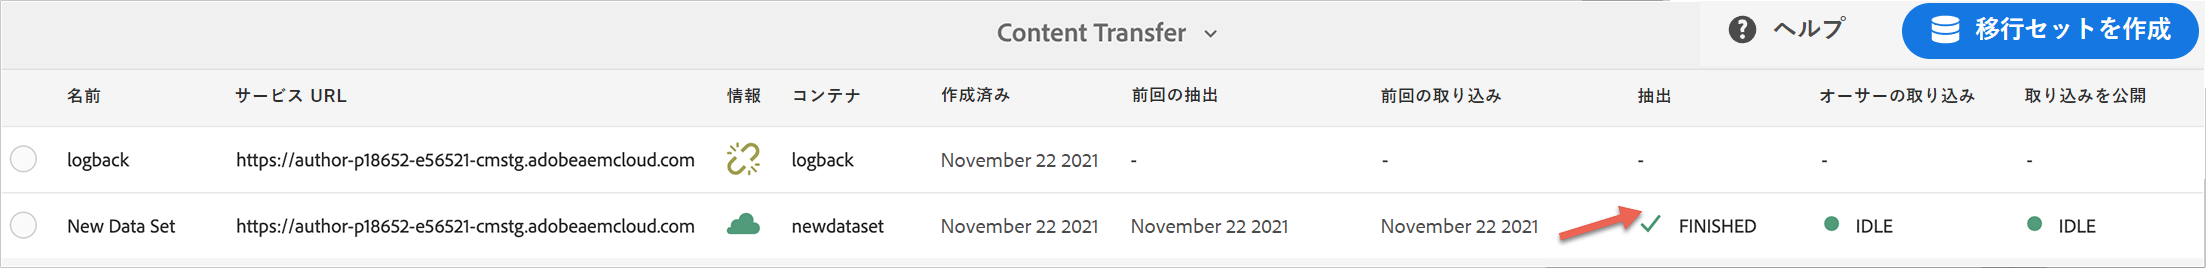 Content Transfer
ヘルプ
移行セットを作成
名前 サービス URL 情報 コンテナ 作成済み 前回の抽出 前回の取り込み 抽出 オーサーの取り込み 取り込みを公開
logback https://author-p18652-e56521-cmstg.adobeaemcloud.com logback November 22 2021 - - - - -
New Data Set https://author-p18652-e56521-cmstg.adobeaemcloud.com newdataset November 22 2021 November 22 2021 November 22 2021 FINISHED IDLE IDLE